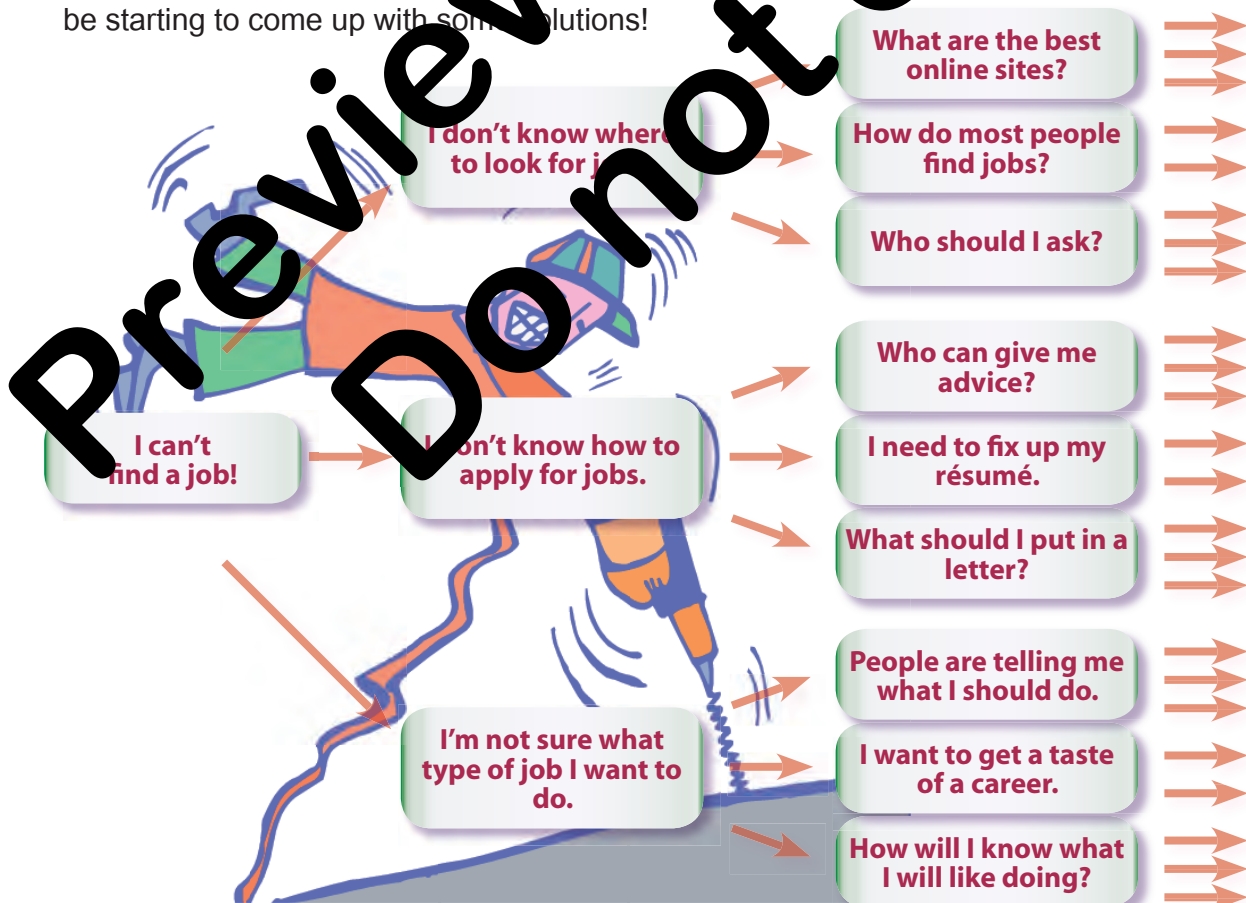 be starting to come up with some solutions!
What are the best
online sites?
I don't know where
to look for
How do most people
find jobs?
Who should I ask?
Who can give me
advice?
I can't
find a job!
I don't know how to
apply for jobs.
I need to fix up my
résumé.
What should I put in a
letter?
People are telling me
what I should do.
I'm not sure what
type of job I want to
do.
I want to get a taste
of a career.
How will I know what
I will like doing?
Preview
Do not